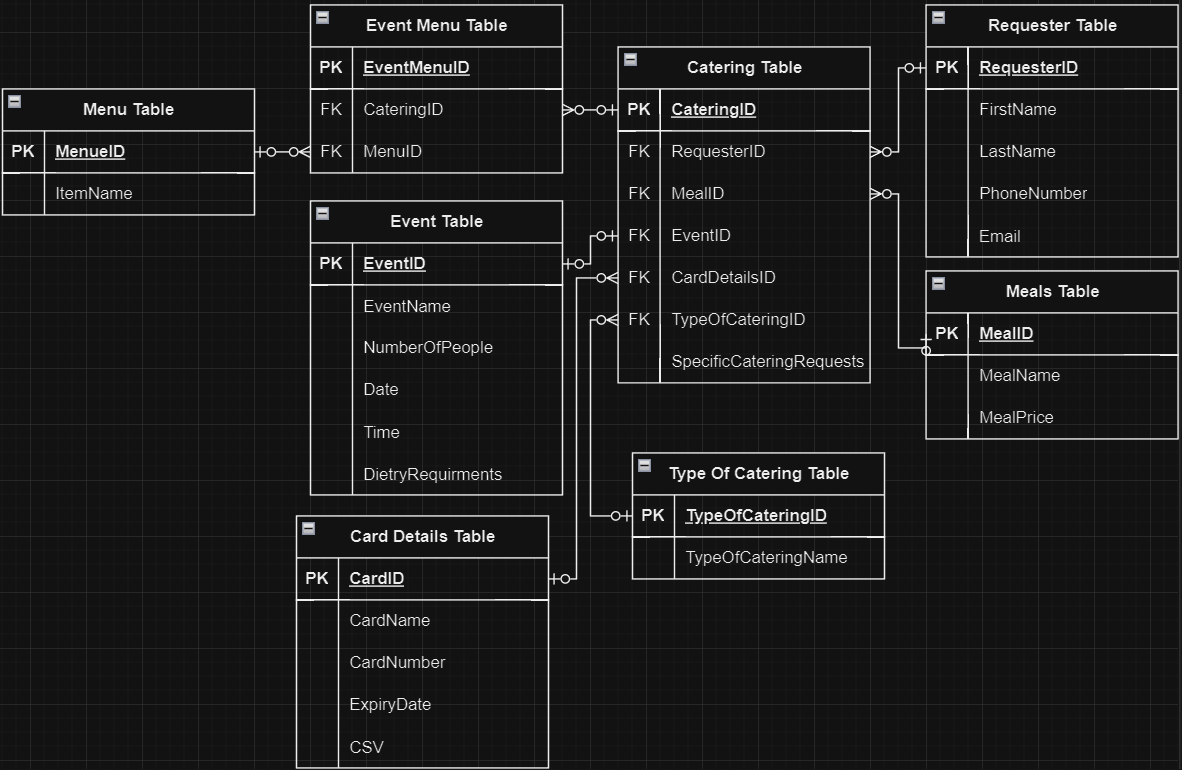 Event Menu Table
PK EventMenuID
FK CateringID
FK MenuID
Menu Table
PK MenueID
ItemName
Event Table
PK EventID
EventName
NumberOfPeople
Date
Time
DietryRequirments
Card Details Table
PK CardID
CardName
CardNumber
ExpiryDate
CSV
Catering Table
PK CateringID
FK RequesterID
FK MealID
FK EventID
FK CardDetailsID
FK TypeOfCateringID
SpecificCateringRequests
Type Of Catering Table
PK TypeOfCateringID
TypeOfCateringName
Requester Table
PK RequesterID
FirstName
LastName
PhoneNumber
Email
Meals Table
PK MealID
MealName
MealPrice